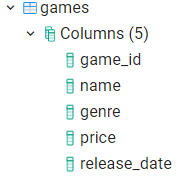 games
Columns (5)
game_id
name
genre
price
release_date